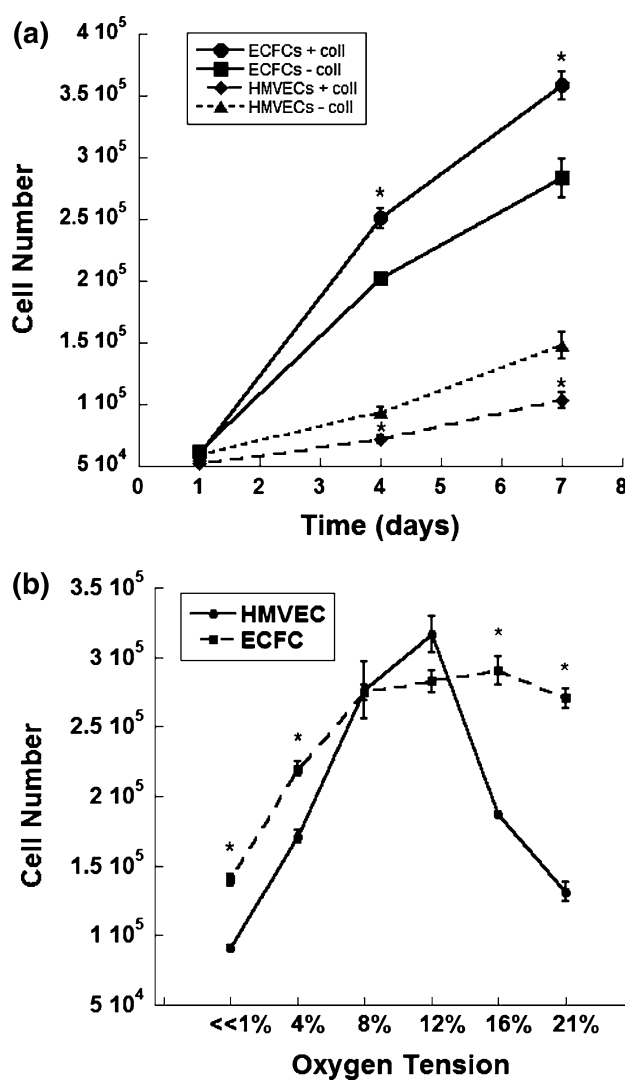 (a)
4 10⁵
3.5 10⁵
3 10⁵
2.5 10⁵
2 10⁵
1.5 10⁵
1 10⁵
5 10⁴
Cell Number
ECFCs + coll
ECFCs - coll
HMVECs + coll
HMVECs - coll
*
*
*
*
0 1 2 3 4 5 6 7 8
Time (days)
(b)
3.5 10⁵
3 10⁵
2.5 10⁵
2 10⁵
1.5 10⁵
1 10⁵
5 10⁴
Cell Number
HMVEC
ECFC
*
*
*
*
<<1% 4% 8% 12% 16% 21%
Oxygen Tension